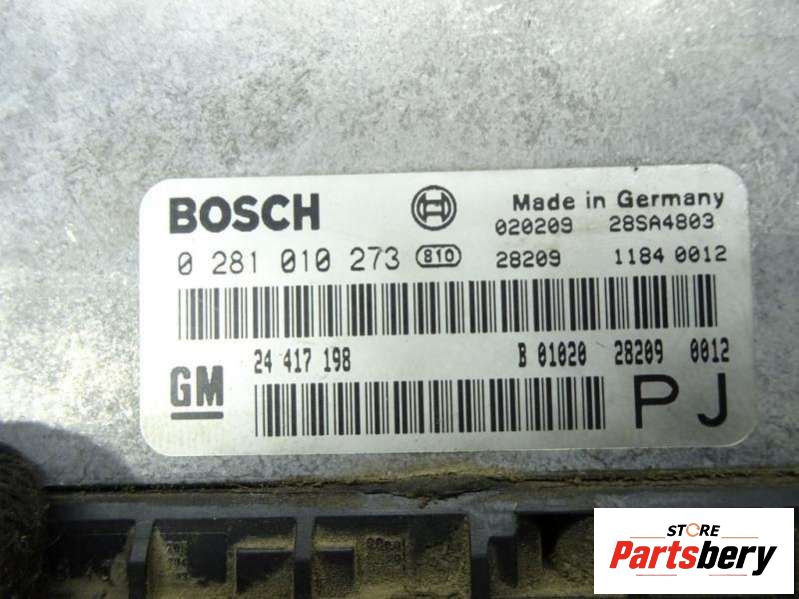 BOSCH Made in Germany
020209 28SA4803
0 281 010 273 810 28209 1184 0012
24 417 198 B 01020 28209 0012
GM PJ
STORE
Partsbery